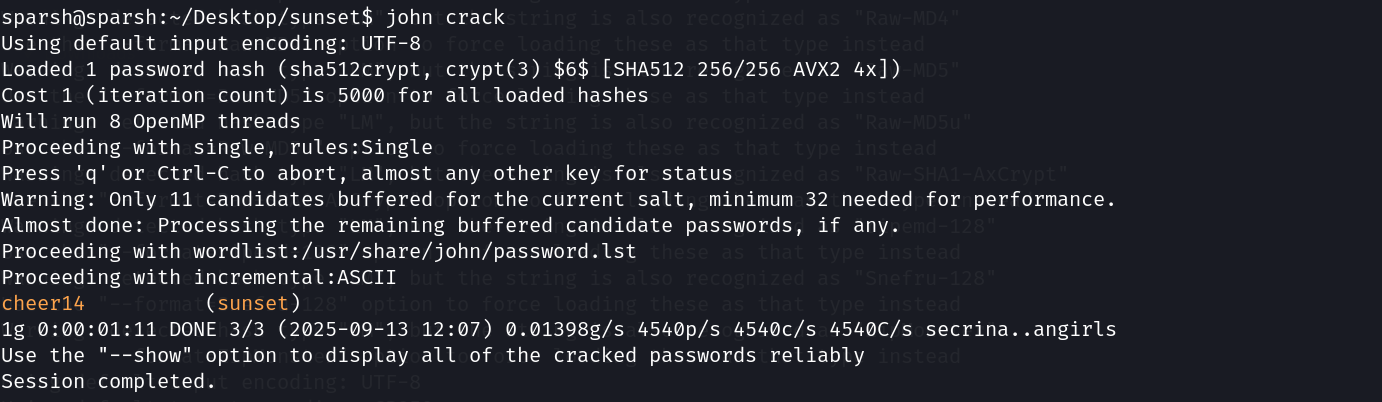 sparsh@sparsh:~/Desktop/sunset$ john crack
Using default input encoding: UTF-8
Loaded 1 password hash (sha512crypt, crypt(3) $6$ [SHA512 256/256 AVX2 4x])
Cost 1 (iteration count) is 5000 for all loaded hashes
Will run 8 OpenMP threads
Proceeding with single, rules:Single
Press 'q' or Ctrl-C to abort, almost any other key for status
Warning: Only 11 candidates buffered for the current salt, minimum 32 needed for performance.
Almost done: Processing the remaining buffered candidate passwords, if any.
Proceeding with wordlist:/usr/share/john/password.lst
Proceeding with incremental:ASCII
cheer14          (sunset)
1g 0:00:01:11 DONE 3/3 (2025-09-13 12:07) 0.01398g/s 4540p/s 4540c/s 4540C/s secrina..angirls
Use the "--show" option to display all of the cracked passwords reliably
Session completed.